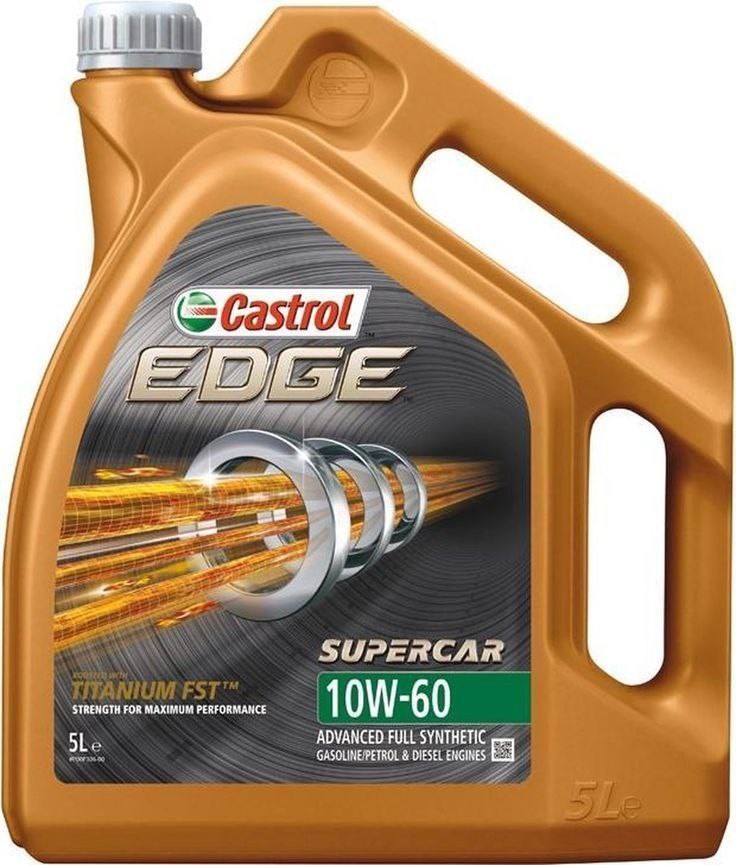 Castrol
™
EDGE
SUPERCAR
10W-60
ADVANCED FULL SYNTHETIC
GASOLINE/PETROL & DIESEL ENGINES
BOOSTED WITH
TITANIUM FST™
STRENGTH FOR MAXIMUM PERFORMANCE
5L e
5Le